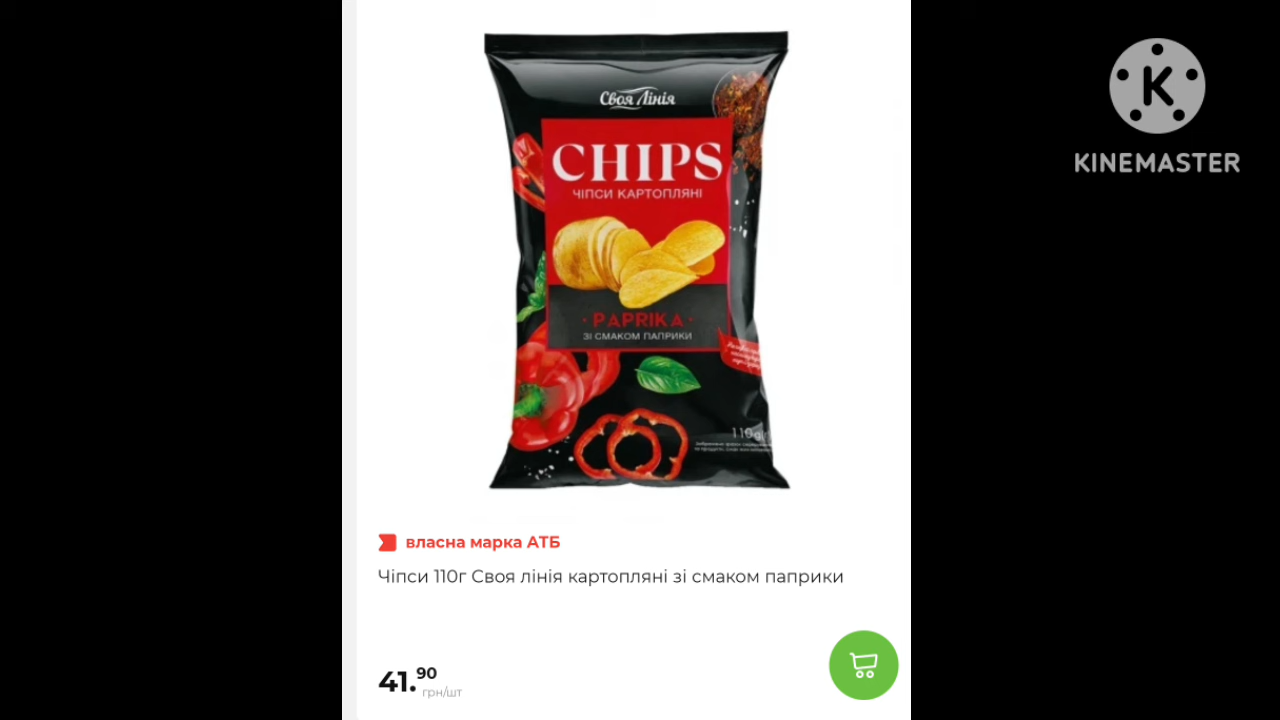 Своя Лінія
CHIPS
ЧІПСИ КАРТОПЛЯНІ
· PAPRIKA ·
ЗІ СМАКОМ ПАПРИКИ
110g
власна марка АТБ
Чіпси 110г Своя лінія картопляні зі смаком паприки
41.90
грн/шт
K
KINEMASTER